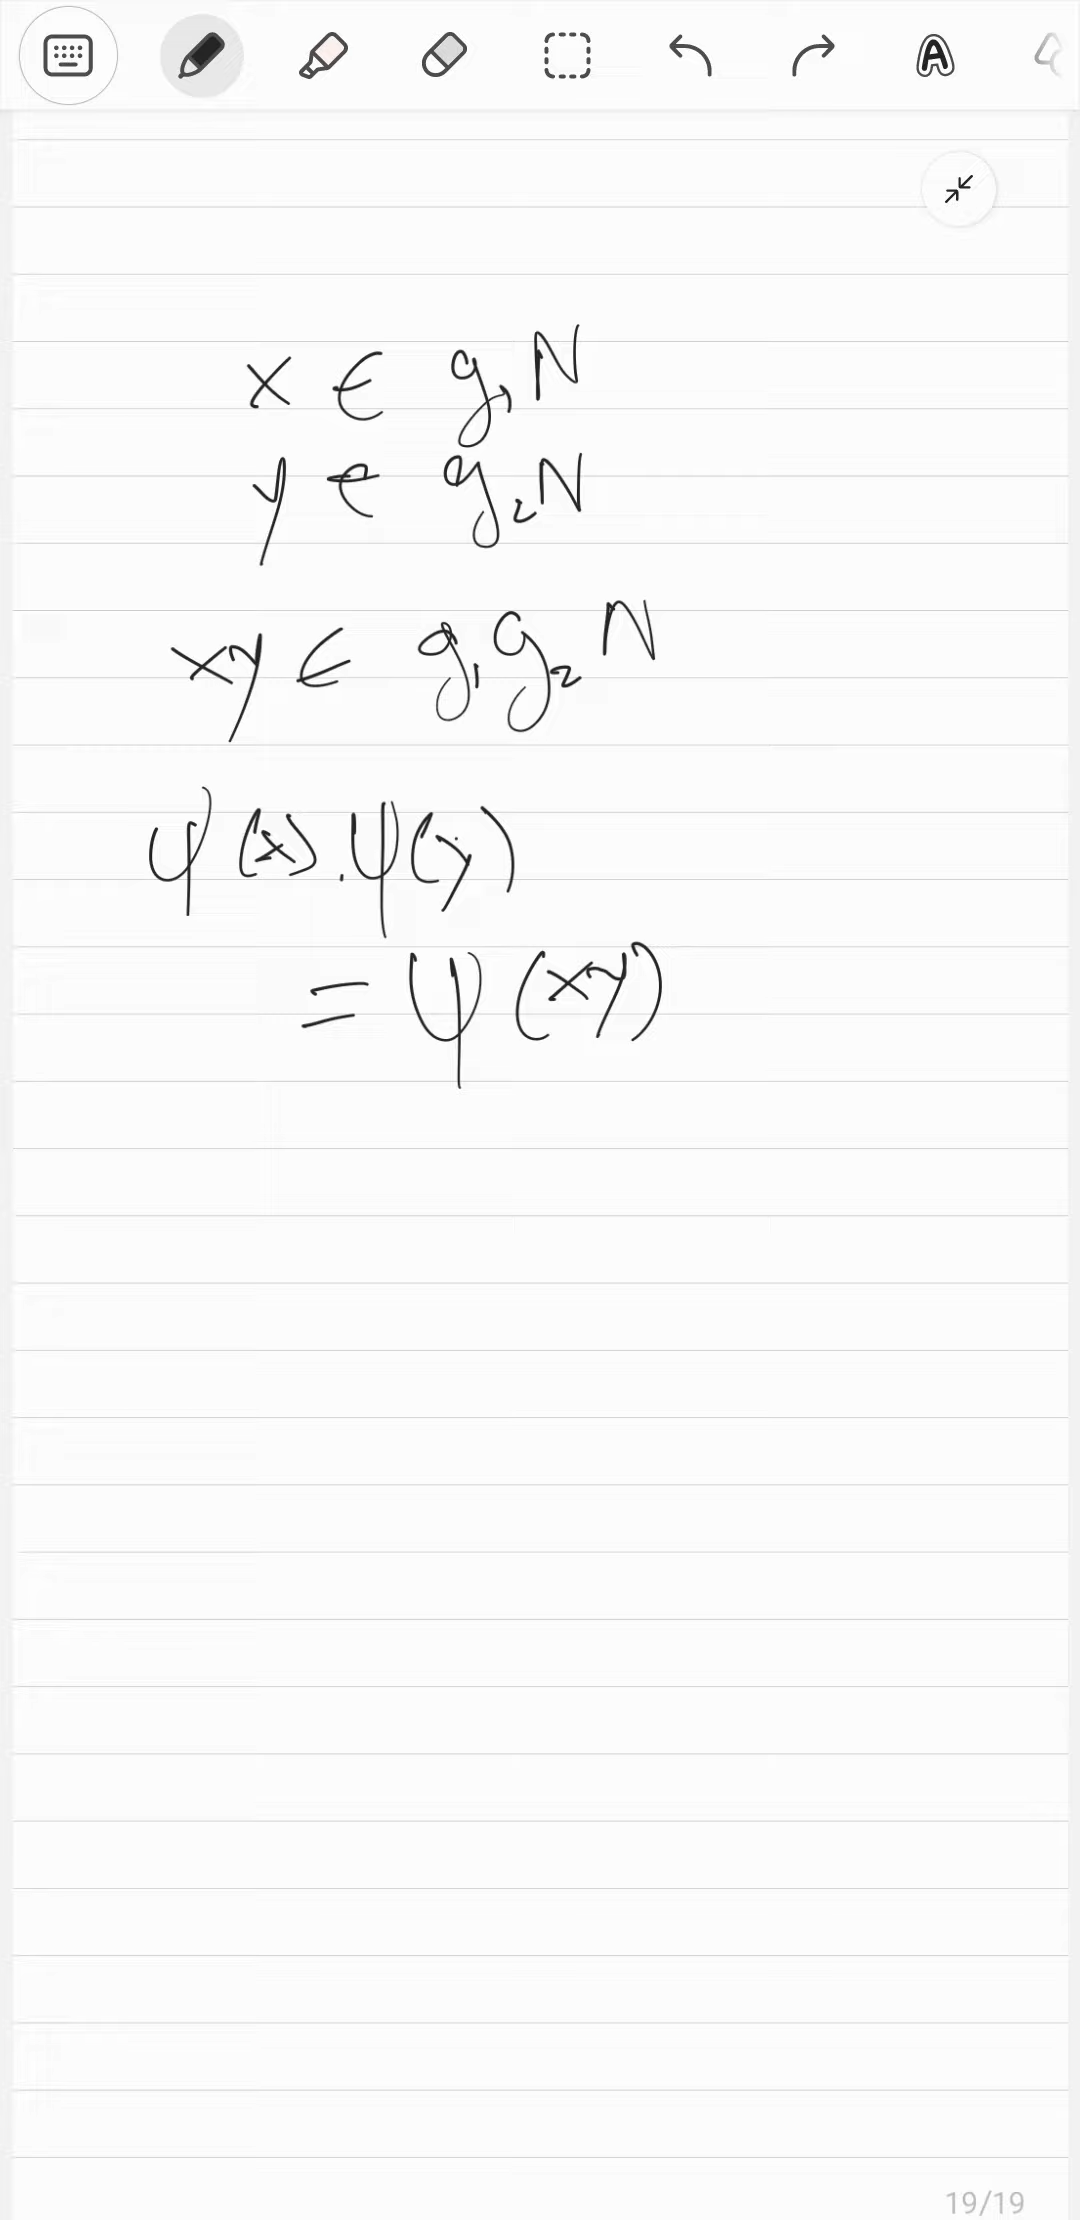 x ∈ g₁N
y ∈ g₂N
xy ∈ g₁g₂N
ψ(x).ψ(y)
= ψ(xy)
19/19